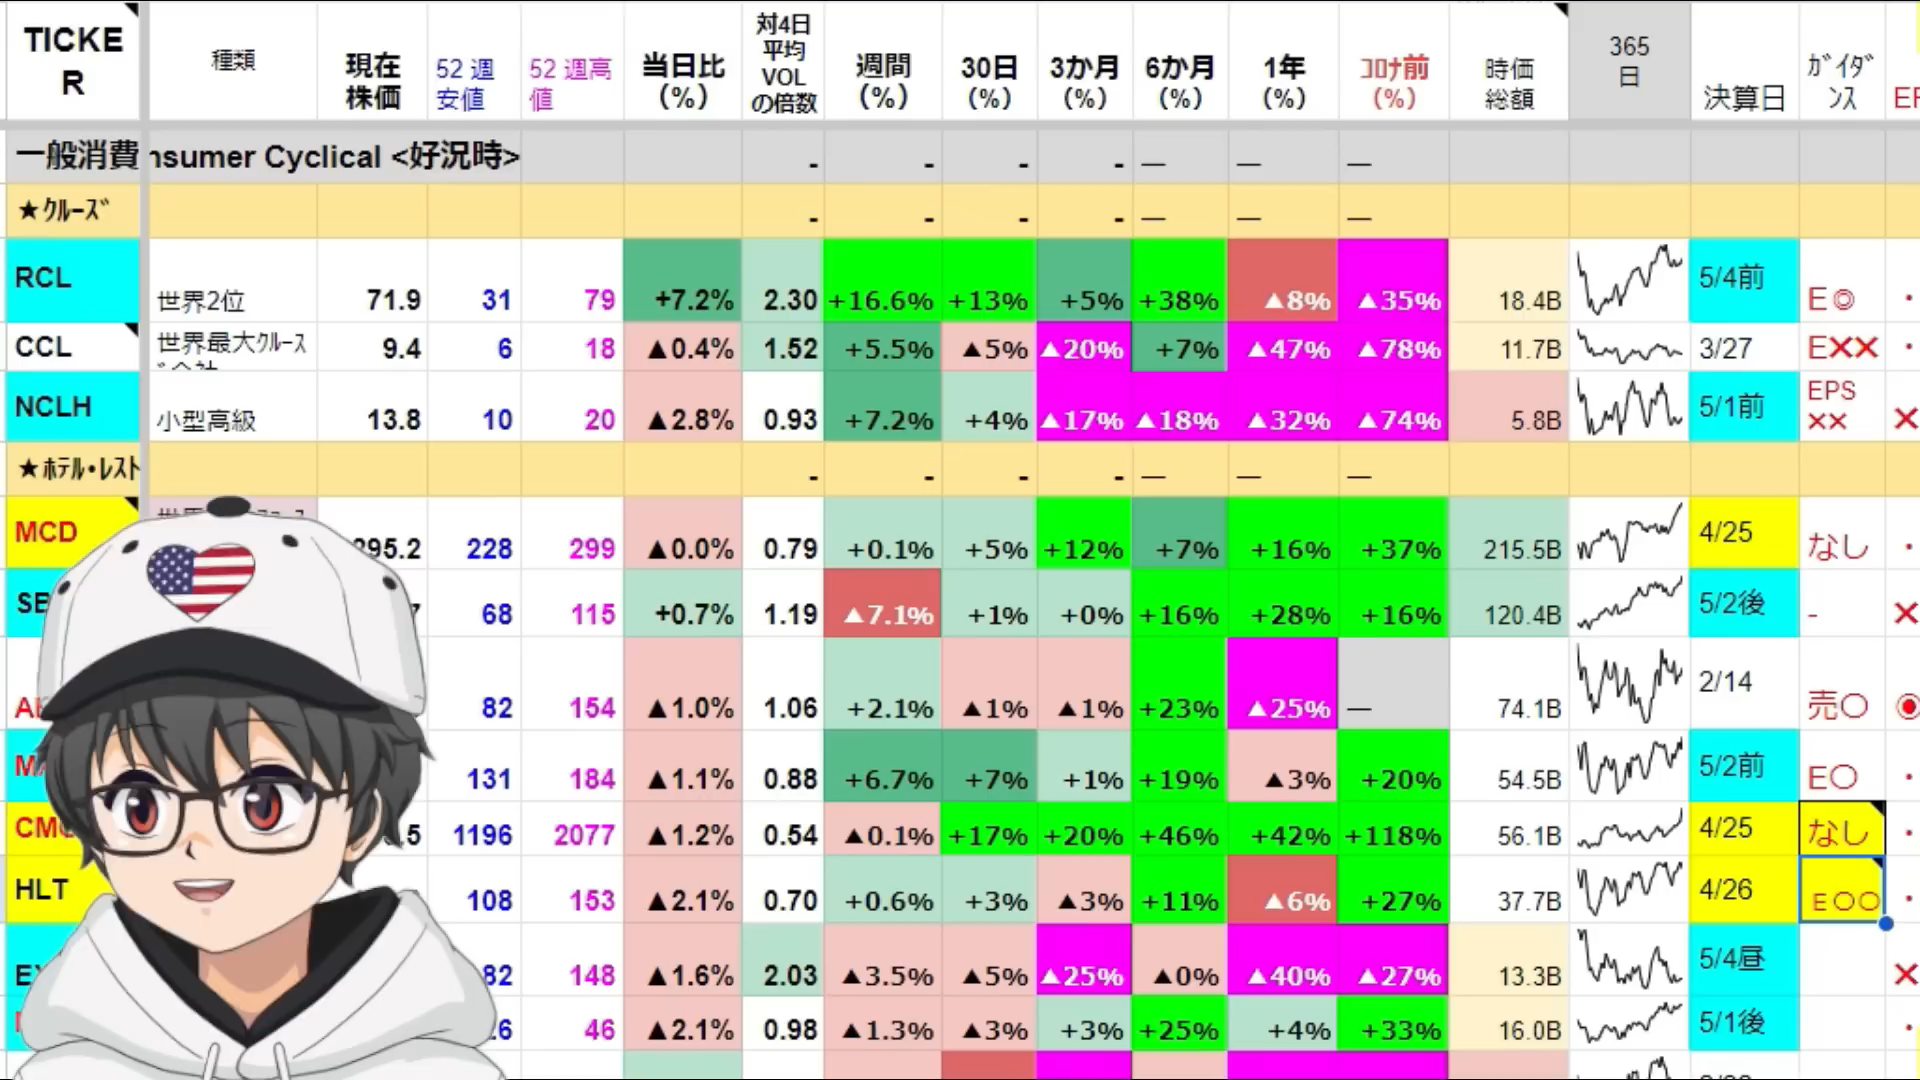 TICKE
R
種類
現在
株価
52 週
安値
52 週高
値
当日比
(%)
対4日
平均
VOL
の倍数
週間
(%)
30日
(%)
3か月
(%)
6か月
(%)
1年
(%)
ｺﾛﾅ前
(%)
時価
総額
365
日
決算日
ｶﾞｲﾀﾞ
ﾝｽ
一般消費 nsumer Cyclical <好況時> - - - - — — —
★ｸﾙｰｽﾞ - - - - — — —
RCL 世界2位 71.9 31 79 +7.2% 2.30 +16.6% +13% +5% +38% ▲8% ▲35% 18.4B 5/4前 E◎
CCL 世界最大ｸﾙｰｽ 9.4 6 18 ▲0.4% 1.52 +5.5% ▲5% ▲20% +7% ▲47% ▲78% 11.7B 3/27 E✕✕
NCLH 小型高級 13.8 10 20 ▲2.8% 0.93 +7.2% +4% ▲17% ▲18% ▲32% ▲74% 5.8B 5/1前 EPS ×× ✕
★ﾎﾃﾙ・ﾚｽﾄ - - - - — — —
MCD 295.2 228 299 ▲0.0% 0.79 +0.1% +5% +12% +7% +16% +37% 215.5B 4/25 なし
68 115 +0.7% 1.19 ▲7.1% +1% +0% +16% +28% +16% 120.4B 5/2後 - ✕
82 154 ▲1.0% 1.06 +2.1% ▲1% ▲1% +23% ▲25% — 74.1B 2/14 売〇 ◉
131 184 ▲1.1% 0.88 +6.7% +7% +1% +19% ▲3% +20% 54.5B 5/2前 E〇
.5 1196 2077 ▲1.2% 0.54 ▲0.1% +17% +20% +46% +42% +118% 56.1B 4/25 なし
HLT 108 153 ▲2.1% 0.70 +0.6% +3% ▲3% +11% ▲6% +27% 37.7B 4/26 E〇〇
82 148 ▲1.6% 2.03 ▲3.5% ▲5% ▲25% ▲0% ▲40% ▲27% 13.3B 5/4昼 ✕
46 ▲2.1% 0.98 ▲1.3% ▲3% +3% +25% +4% +33% 16.0B 5/1後